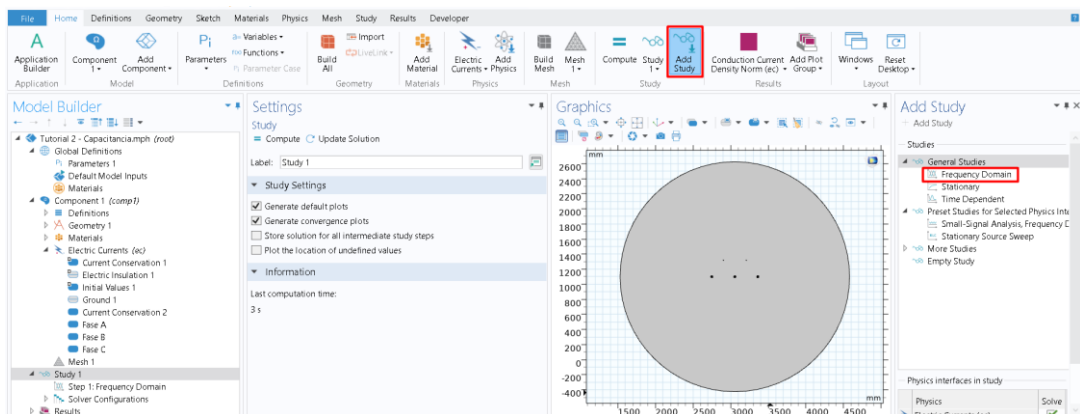 File Home Definitions Geometry Sketch Materials Physics Mesh Study Results Developer
Application Builder
Component 1
Add Component
Parameters
a= Variables
f(x) Functions
Pi Parameter Case
Build All
Import
LiveLink
Add Material
Electric Currents
Add Physics
Build Mesh
Mesh 1
Compute
Study 1
Add Study
Conduction Current Density Norm (ec)
Add Plot Group
Windows
Reset Desktop
Application Model Definitions Geometry Materials Physics Mesh Study Results Layout
Model Builder
Tutorial 2 - Capacitancia.mph (root)
Global Definitions
Pi Parameters 1
Default Model Inputs
Materials
Component 1 (comp1)
Definitions
Geometry 1
Materials
Electric Currents (ec)
Current Conservation 1
Electric Insulation 1
Initial Values 1
Ground 1
Current Conservation 2
Fase A
Fase B
Fase C
Mesh 1
Study 1
Step 1: Frequency Domain
Solver Configurations
Results
Settings
Study
= Compute Update Solution
Label: Study 1
Study Settings
Generate default plots
Generate convergence plots
Store solution for all intermediate study steps
Plot the location of undefined values
Information
Last computation time:
3 s
Graphics
mm
2600
2400
2200
2000
1800
1600
1400
1200
1000
800
600
400
200
0
-200
-400
mm
1500 2000 2500 3000 3500 4000 4500
Add Study
+ Add Study
Studies
General Studies
Frequency Domain
Stationary
Time Dependent
Preset Studies for Selected Physics Inte
Small-Signal Analysis, Frequency D
Stationary Source Sweep
More Studies
Empty Study
Physics interfaces in study
Physics Solve